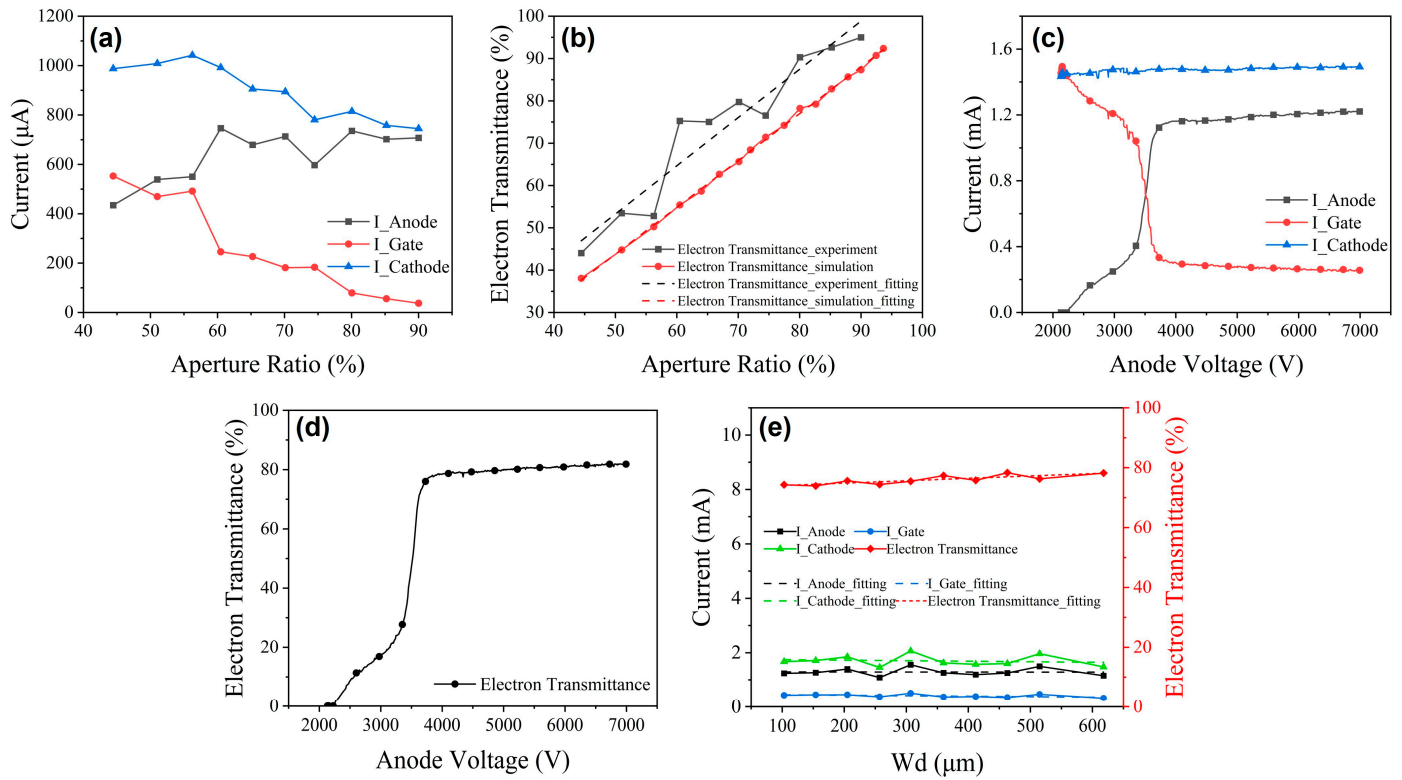 (a)
1200
1000
800
600
400
200
0
Current (μA)
I_Anode
I_Gate
I_Cathode
40 50 60 70 80 90
Aperture Ratio (%)
(b)
100
90
80
70
60
50
40
30
Electron Transmittance (%)
Electron Transmittance_experiment
Electron Transmittance_simulation
Electron Transmittance_experiment_fitting
Electron Transmittance_simulation_fitting
40 50 60 70 80 90 100
Aperture Ratio (%)
(c)
1.6
1.2
0.8
0.4
0.0
Current (mA)
I_Anode
I_Gate
I_Cathode
2000 3000 4000 5000 6000 7000
Anode Voltage (V)
(d)
100
80
60
40
20
0
Electron Transmittance (%)
Electron Transmittance
2000 3000 4000 5000 6000 7000
Anode Voltage (V)
(e)
10
8
6
4
2
0
Current (mA)
I_Anode I_Gate
I_Cathode Electron Transmittance
I_Anode_fitting I_Gate_fitting
I_Cathode_fitting Electron Transmittance_fitting
100 200 300 400 500 600
Wd (μm)
100
80
60
40
20
0
Electron Transmittance (%)